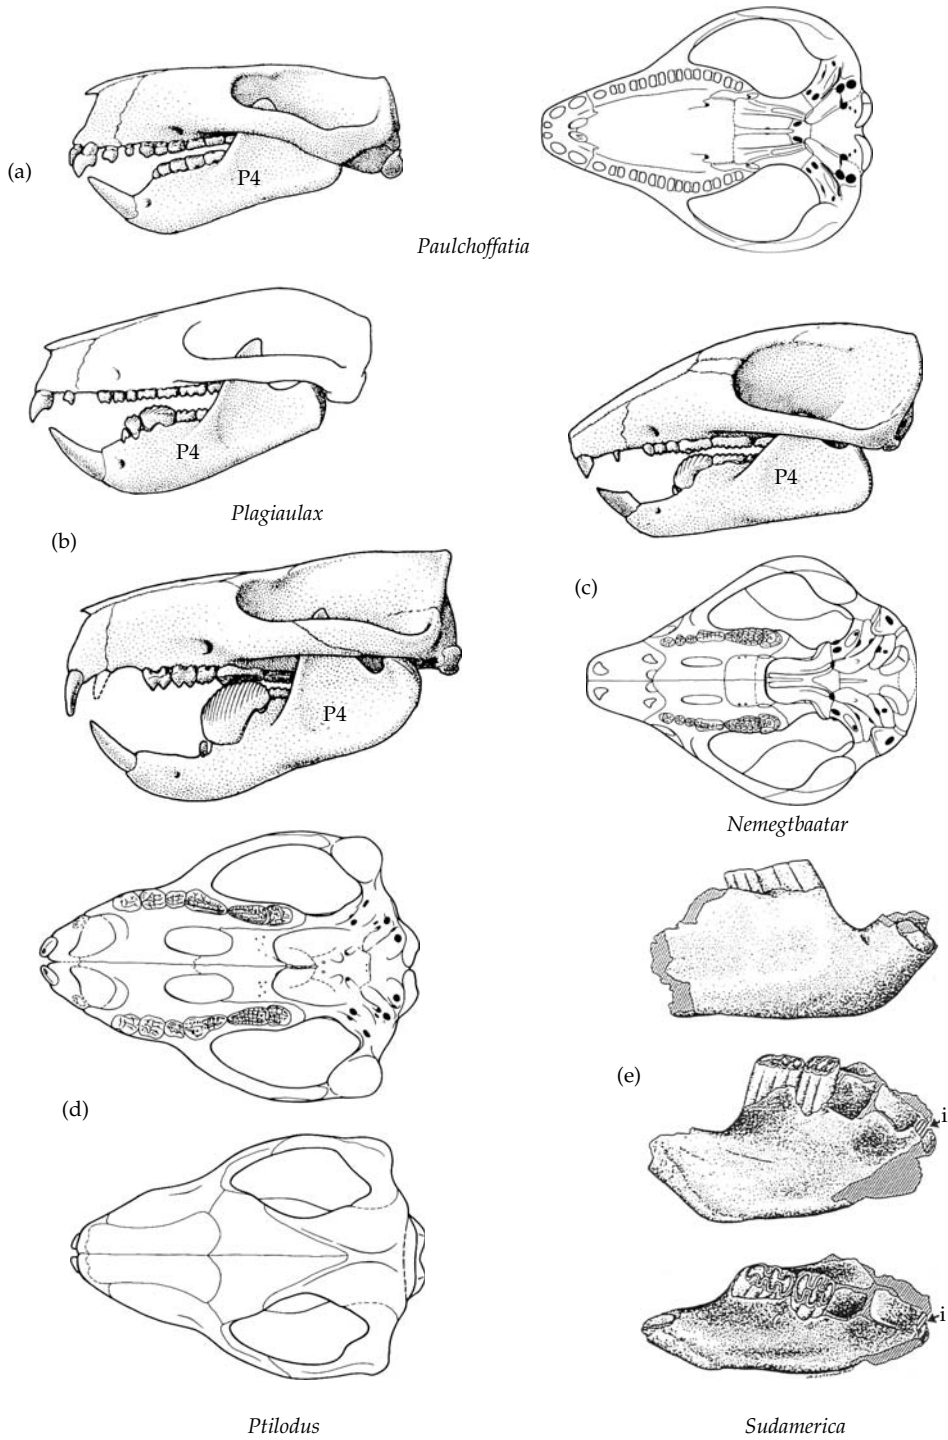 (a)
P4
Paulchoffatia
P4
Plagiaulax
(b)
P4
(c)
P4
Nemegtbaatar
(d)
(e)
i
i
Ptilodus
Sudamerica